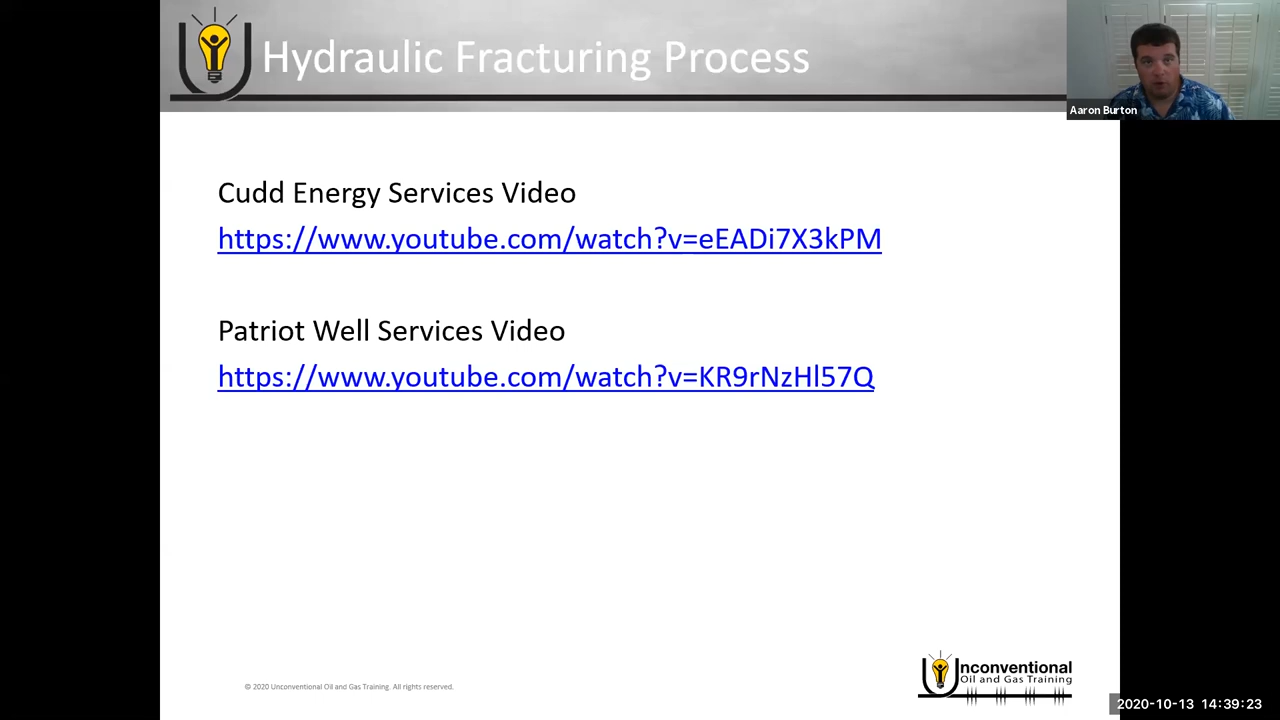 Hydraulic Fracturing Process
Aaron Burton
Cudd Energy Services Video
https://www.youtube.com/watch?v=eEADi7X3kPM
Patriot Well Services Video
https://www.youtube.com/watch?v=KR9rNzHl57Q
© 2020 Unconventional Oil and Gas Training. All rights reserved.
Unconventional
Oil and Gas Training
2020-10-13 14:39:23